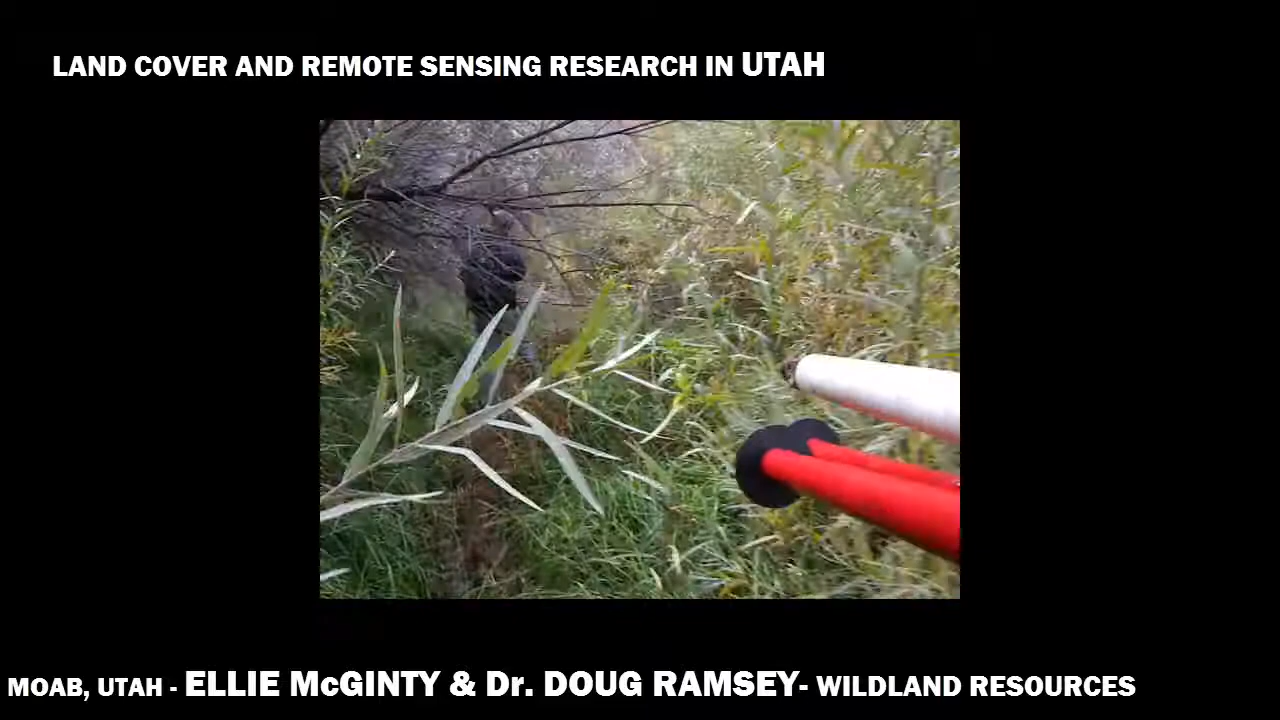 LAND COVER AND REMOTE SENSING RESEARCH IN UTAH
MOAB, UTAH - ELLIE McGINTY & Dr. DOUG RAMSEY- WILDLAND RESOURCES